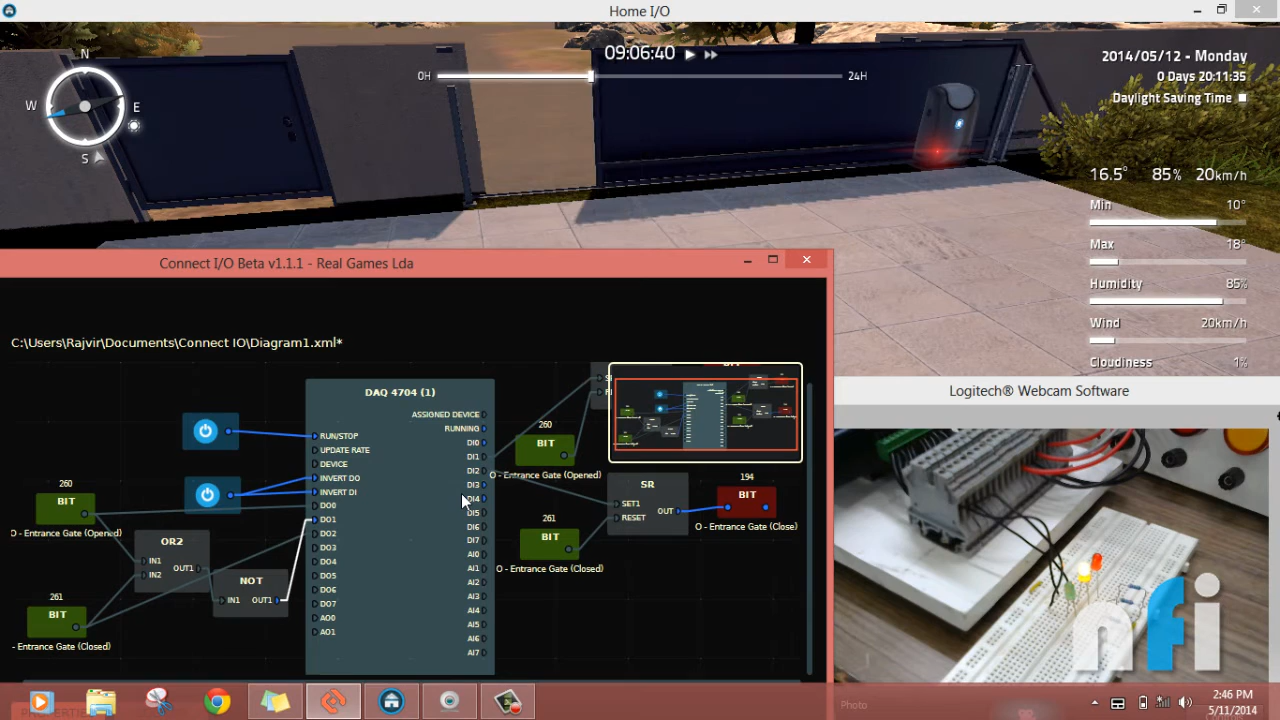 Home I/O
N
W
E
S
09:06:40
0H
24H
2014/05/12 - Monday
0 Days 20:11:35
Daylight Saving Time
16.5° 85% 20km/h
Min 10°
Max 18°
Humidity 85%
Wind 20km/h
Cloudiness 1%
Connect I/O Beta v1.1.1 - Real Games Lda
C:\Users\Rajvir\Documents\Connect IO\Diagram1.xml*
DAQ 4704 (1)
ASSIGNED DEVICE
RUNNING
DI0
DI1
DI2
DI3
DI4
DI5
DI6
DI7
AI0
AI1
AI2
AI3
AI4
AI5
AI6
AI7
RUN/STOP
UPDATE RATE
DEVICE
INVERT DO
INVERT DI
DO0
DO1
DO2
DO3
DO4
DO5
DO6
DO7
AO0
AO1
260
BIT
O - Entrance Gate (Opened)
261
BIT
O - Entrance Gate (Closed)
SR
SET1
RESET
OUT
194
BIT
O - Entrance Gate (Close)
BIT
O - Entrance Gate (Opened)
OR2
IN1
IN2
OUT1
NOT
IN1
OUT1
261
BIT
- Entrance Gate (Closed)
Logitech® Webcam Software
nfi
Photo
2:46 PM
5/11/2014